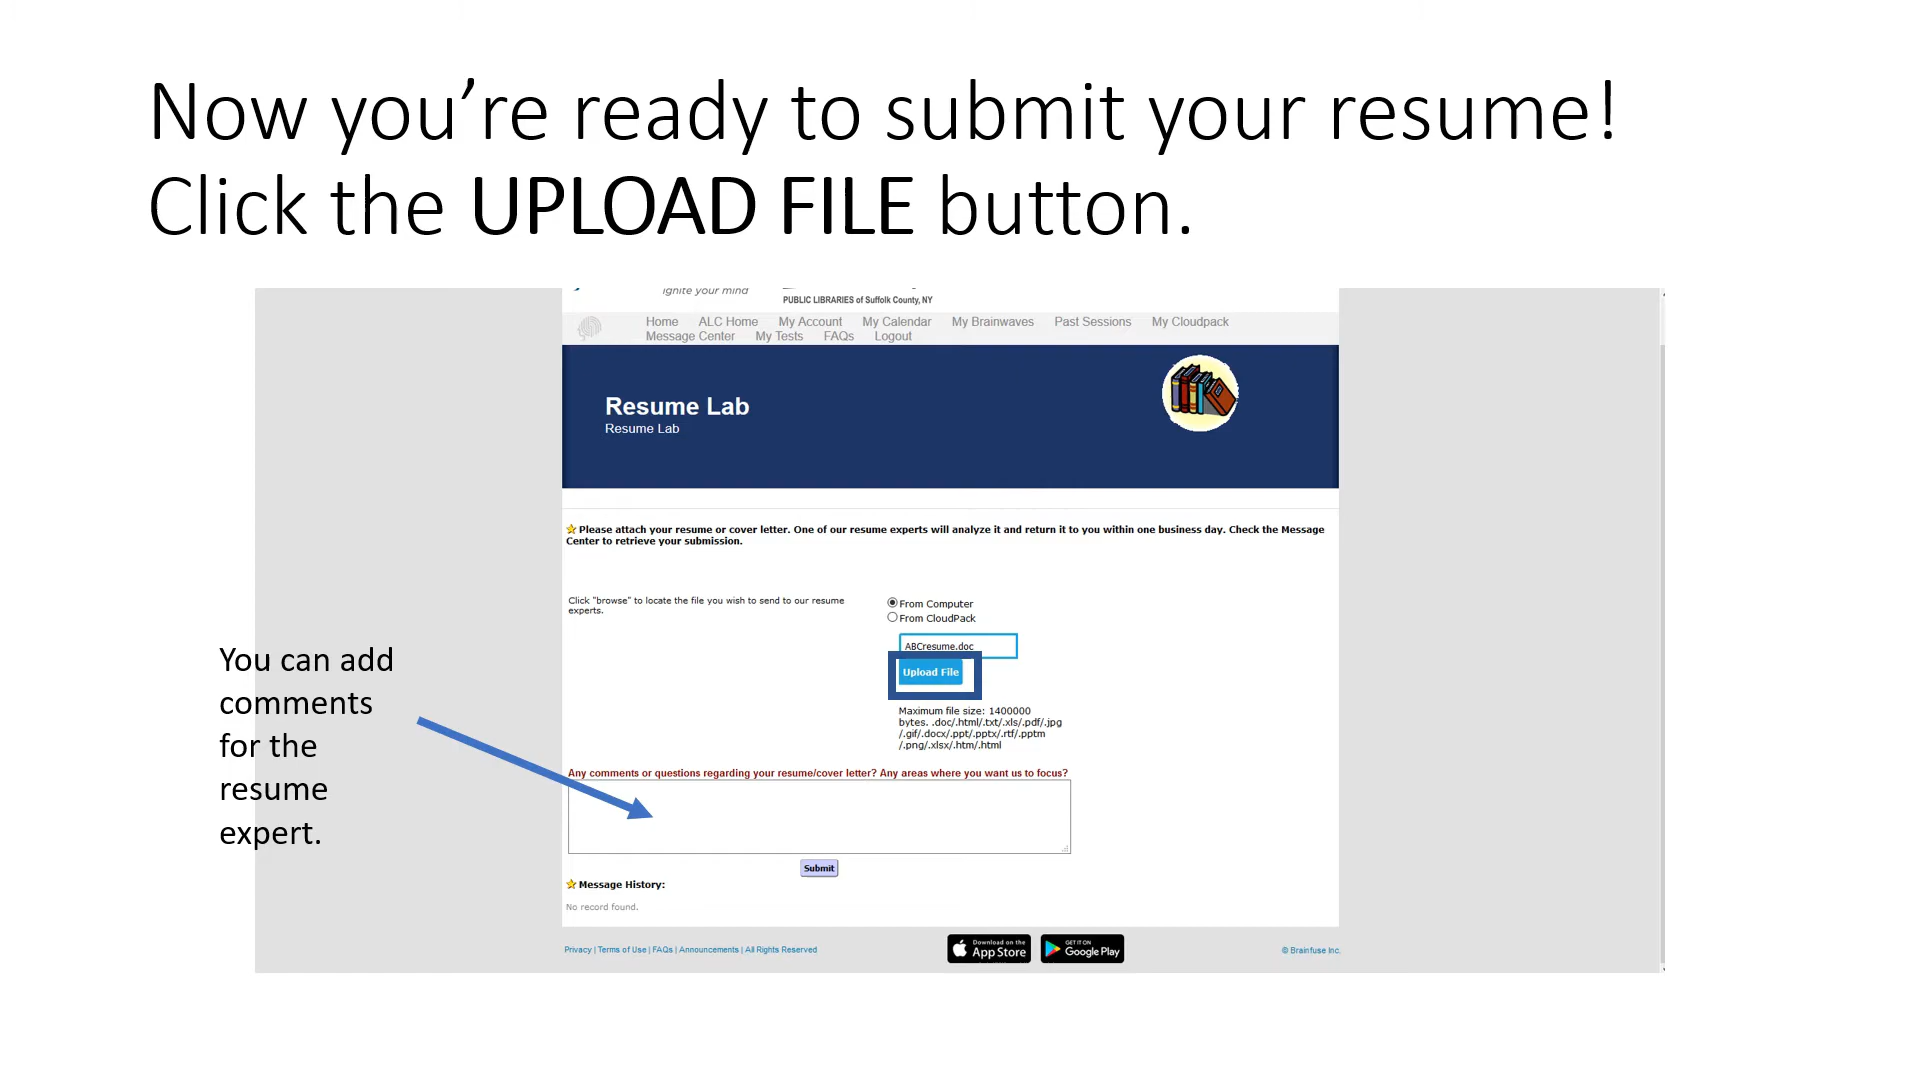 Now you’re ready to submit your resume!
Click the UPLOAD FILE button.
ignite your mind
PUBLIC LIBRARIES of Suffolk County, NY
Home ALC Home My Account My Calendar My Brainwaves Past Sessions My Cloudpack
Message Center My Tests FAQs Logout
Resume Lab
Resume Lab
Please attach your resume or cover letter. One of our resume experts will analyze it and return it to you within one business day. Check the Message
Center to retrieve your submission.
Click "browse" to locate the file you wish to send to our resume
experts.
From Computer
From CloudPack
ABCresume.doc
Upload File
Maximum file size: 1400000
bytes. .doc/.html/.txt/.xls/.pdf/.jpg
/.gif/.docx/.ppt/.pptx/.rtf/.pptm
/.png/.xlsx/.htm/.html
You can add
comments
for the
resume
expert.
Any comments or questions regarding your resume/cover letter? Any areas where you want us to focus?
Submit
Message History:
No record found.
Privacy | Terms of Use | FAQs | Announcements | All Rights Reserved
Download on the
App Store
GET IT ON
Google Play
© Brainfuse Inc.